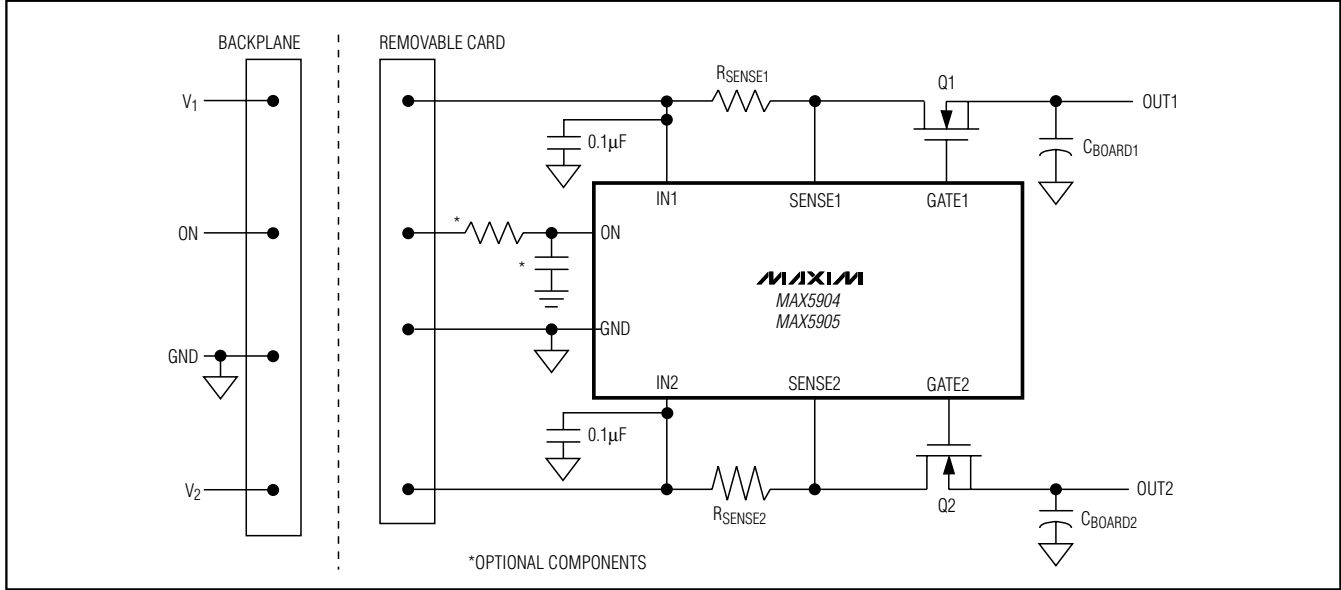 BACKPLANE
REMOVABLE CARD
V1
RSENSE1
Q1
OUT1
0.1μF
CBOARD1
IN1
SENSE1
GATE1
ON
*
ON
*
MAXIM
MAX5904
MAX5905
GND
GND
IN2
SENSE2
GATE2
0.1μF
V2
RSENSE2
Q2
OUT2
CBOARD2
*OPTIONAL COMPONENTS